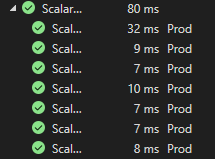 Scalar... 80 ms
Scal... 32 ms Prod
Scal... 9 ms Prod
Scal... 7 ms Prod
Scal... 10 ms Prod
Scal... 7 ms Prod
Scal... 7 ms Prod
Scal... 8 ms Prod